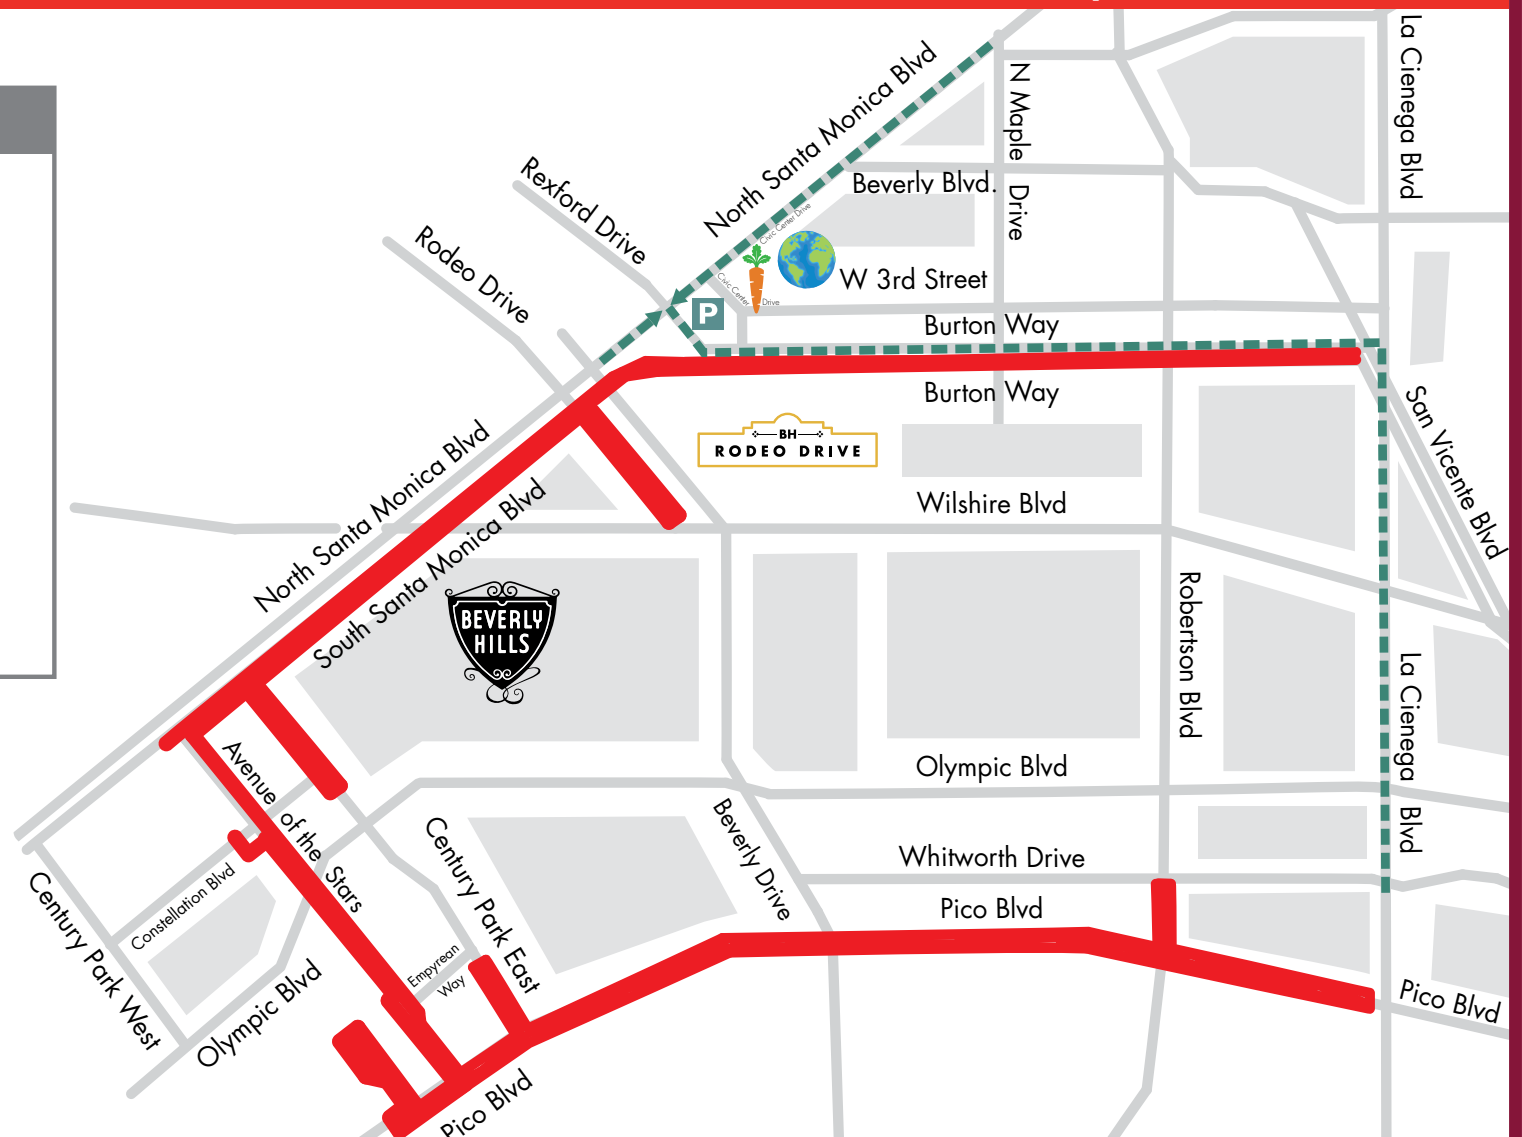 La Cienega Blvd
North Santa Monica Blvd
N Maple Drive
Rexford Drive
Beverly Blvd.
Civic Center Drive
Rodeo Drive
W 3rd Street
Civic Center Drive
P
Burton Way
Burton Way
San Vicente Blvd
BH
RODEO DRIVE
North Santa Monica Blvd
South Santa Monica Blvd
Wilshire Blvd
BEVERLY
HILLS
Robertson Blvd
La Cienega Blvd
Avenue of the Stars
Olympic Blvd
Beverly Drive
Century Park East
Whitworth Drive
Constellation Blvd
Century Park West
Pico Blvd
Empyrean
Way
Olympic Blvd
Pico Blvd
Pico Blvd